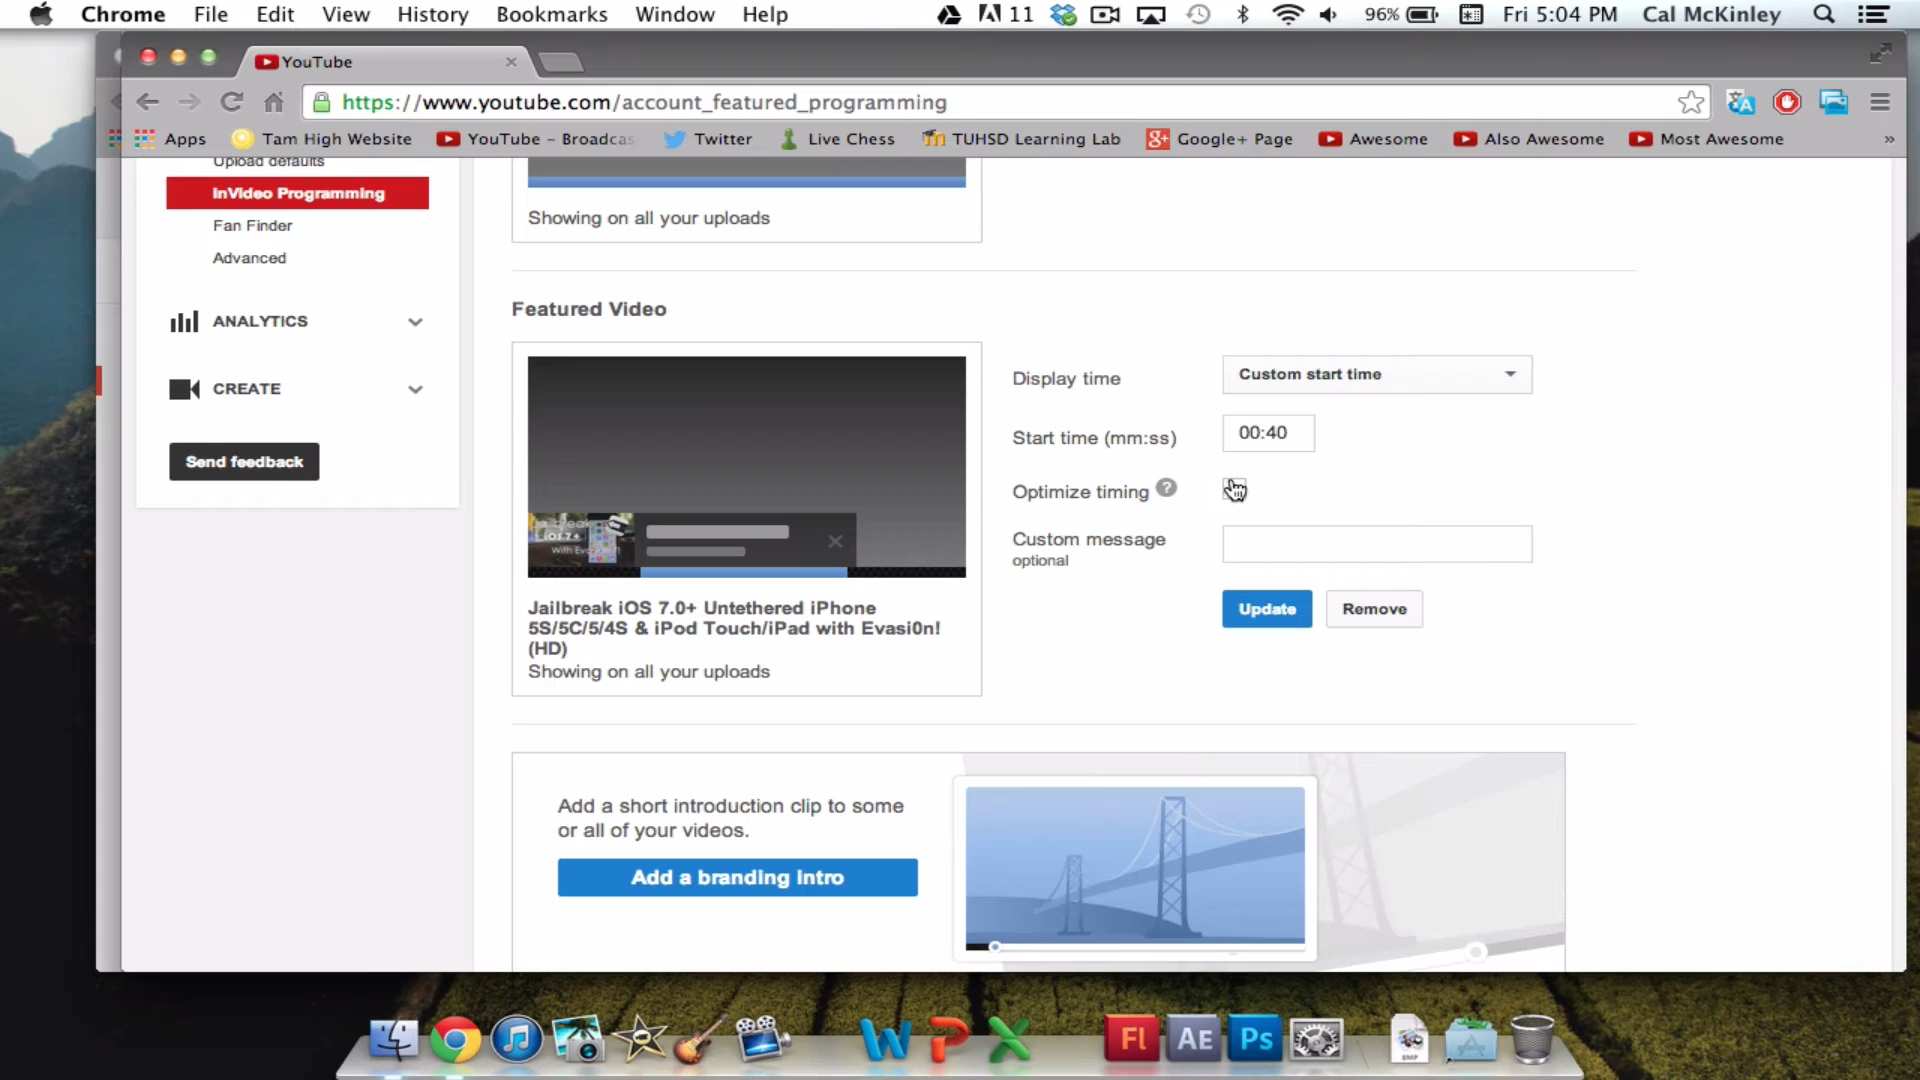 Chrome File Edit View History Bookmarks Window Help 11 96% Fri 5:04 PM Cal McKinley
YouTube
https://www.youtube.com/account_featured_programming
Apps Tam High Website YouTube – Broadcas Twitter Live Chess TUHSD Learning Lab Google+ Page Awesome Also Awesome Most Awesome »
Upload defaults
InVideo Programming
Fan Finder
Advanced
ANALYTICS
CREATE
Send feedback
Showing on all your uploads
Featured Video
Jailbreak
iOS 7+
With Evasi0n
Jailbreak iOS 7.0+ Untethered iPhone
5S/5C/5/4S & iPod Touch/iPad with Evasi0n!
(HD)
Showing on all your uploads
Display time Custom start time
Start time (mm:ss) 00:40
Optimize timing ?
Custom message
optional
Update Remove
Add a short introduction clip to some
or all of your videos.
Add a branding intro
Fl AE Ps
BMP